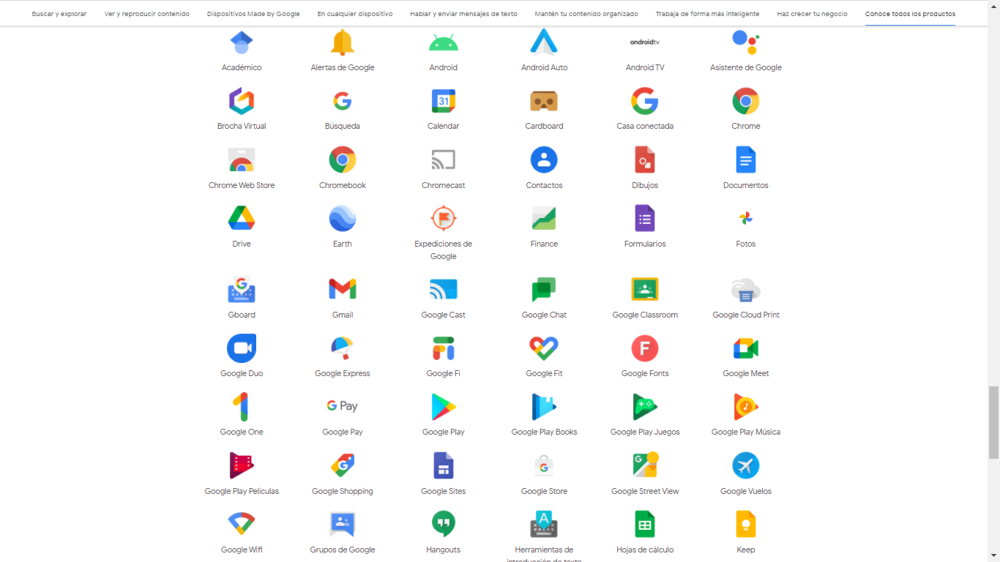 Buscar y explorar Ver y reproducir contenido Dispositivos Made by Google En cualquier dispositivo Hablar y enviar mensajes de texto Mantén tu contenido organizado Trabaja de forma más inteligente Haz crecer tu negocio Conoce todos los productos
androidtv
Académico Alertas de Google Android Android Auto Android TV Asistente de Google
31
Brocha Virtual Búsqueda Calendar Cardboard Casa conectada Chrome
Chrome Web Store Chromebook Chromecast Contactos Dibujos Documentos
Drive Earth Expediciones de Google Finance Formularios Fotos
G
Gboard Gmail Google Cast Google Chat Google Classroom Google Cloud Print
F
Google Duo Google Express Google Fi Google Fit Google Fonts Google Meet
G Pay
Google One Google Pay Google Play Google Play Books Google Play Juegos Google Play Música
G G
Google Play Películas Google Shopping Google Sites Google Store Google Street View Google Vuelos
A
Google Wifi Grupos de Google Hangouts Herramientas de Hojas de cálculo Keep
introducción de texto